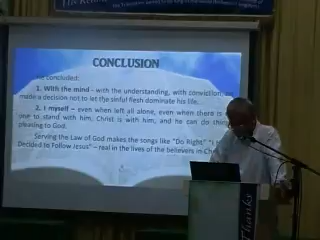 CONCLUSION
concluded:
1. With the mind - with the understanding, with conviction, we
made a decision not to let the sinful flesh dominate his life.
2. I myself – even when left all alone, even when there is
one to stand with him, Christ is with him, and he can do thin
pleasing to God.
Serving the Law of God makes the songs like "Do Right" "I
Decided to Follow Jesus" – real in the lives of the believers in Ch
Thanks